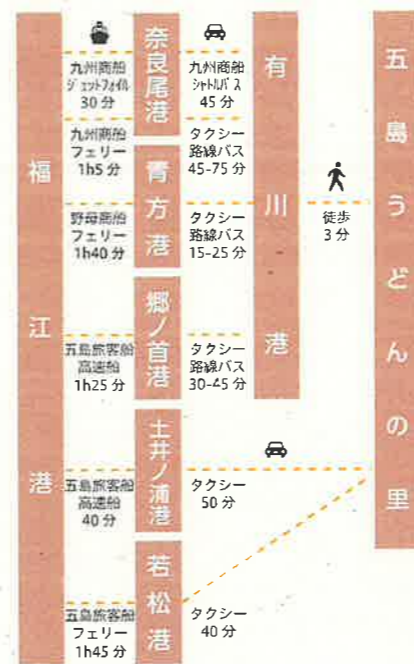 福江港
九州商船
ジェットフォイル
30分
九州商船
フェリー
1h5分
野母商船
フェリー
1h40分
五島旅客船
高速船
1h25分
五島旅客船
高速船
40分
五島旅客船
フェリー
1h45分
奈良尾港
青方港
郷ノ首港
土井ノ浦港
若松港
九州商船
シャトルバス
45分
タクシー
路線バス
45-75分
タクシー
路線バス
15-25分
タクシー
路線バス
30-45分
タクシー
50分
タクシー
40分
有川港
徒歩
3分
五島うどんの里